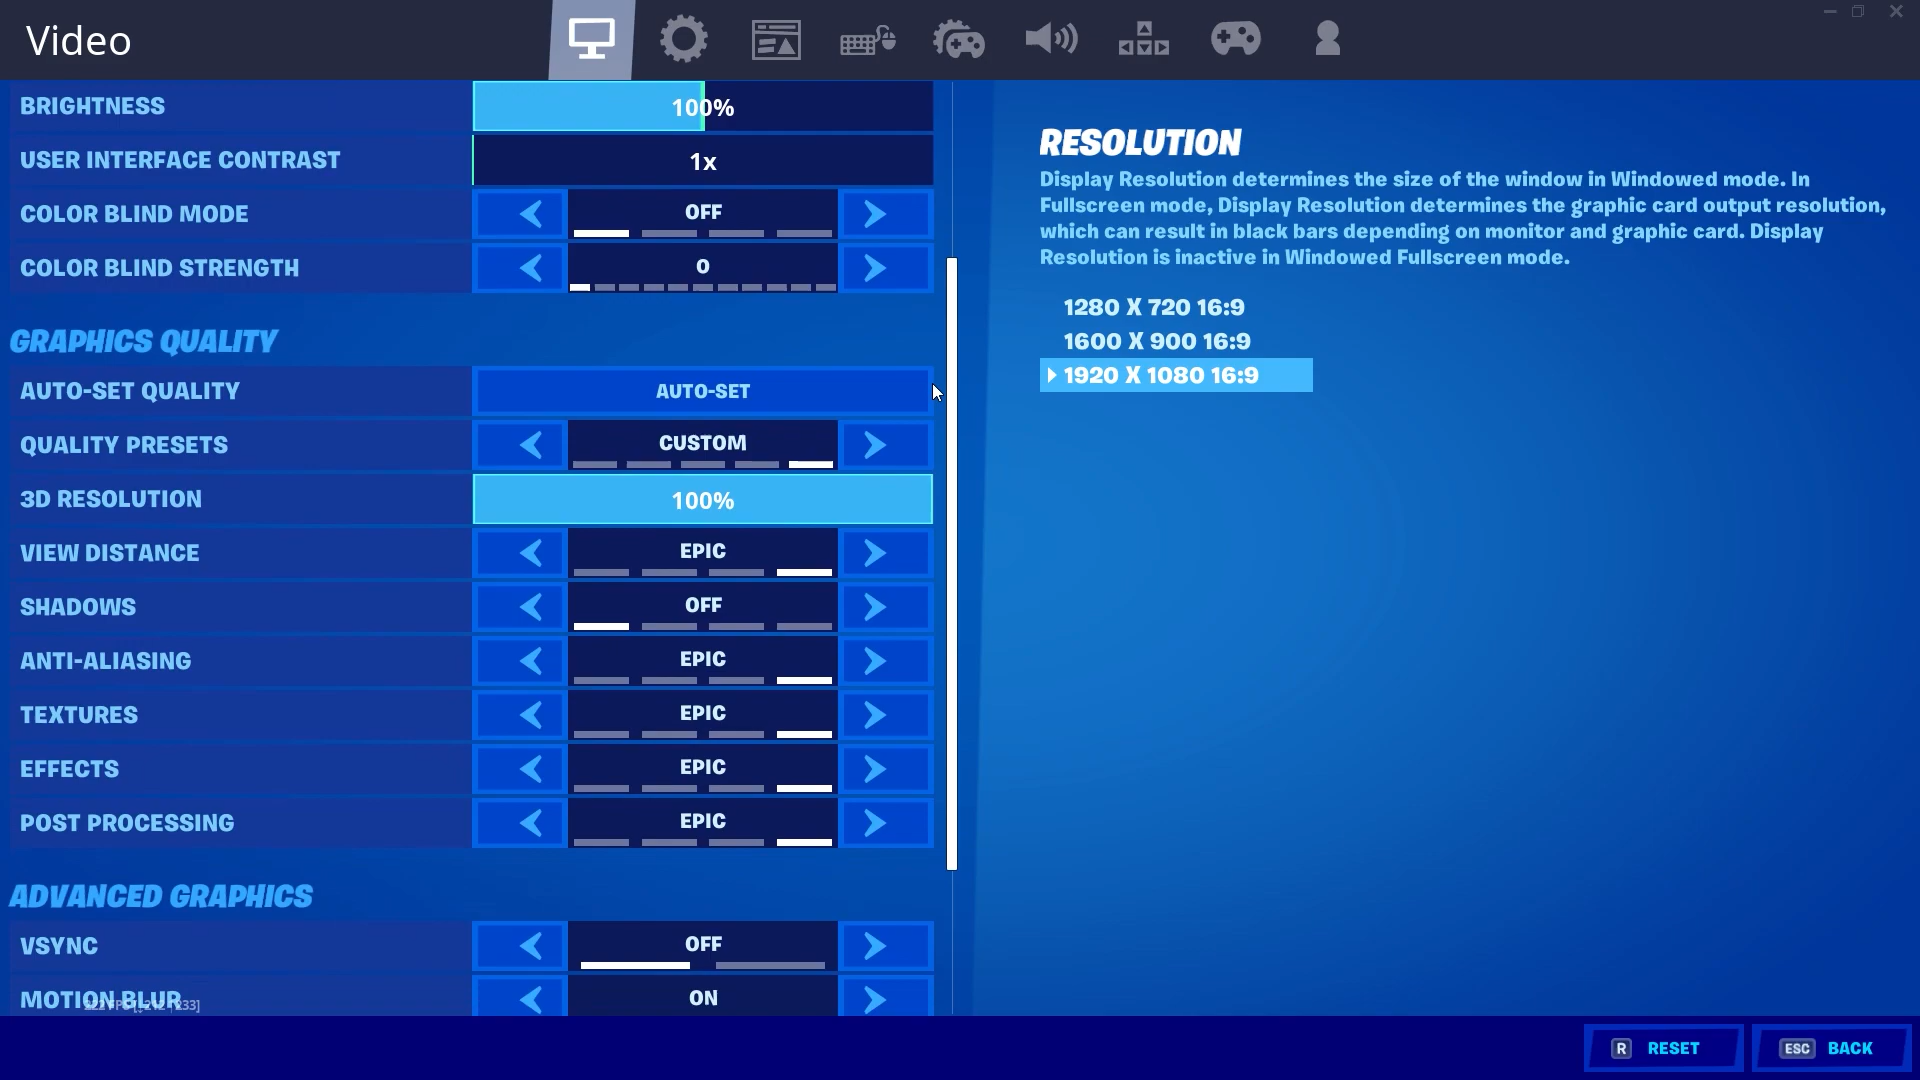 Video
BRIGHTNESS
100%
USER INTERFACE CONTRAST
1x
COLOR BLIND MODE
OFF
COLOR BLIND STRENGTH
0
GRAPHICS QUALITY
AUTO-SET QUALITY
AUTO-SET
QUALITY PRESETS
CUSTOM
3D RESOLUTION
100%
VIEW DISTANCE
EPIC
SHADOWS
OFF
ANTI-ALIASING
EPIC
TEXTURES
EPIC
EFFECTS
EPIC
POST PROCESSING
EPIC
ADVANCED GRAPHICS
VSYNC
OFF
MOTION BLUR
ON
RESOLUTION
Display Resolution determines the size of the window in Windowed mode. In
Fullscreen mode, Display Resolution determines the graphic card output resolution,
which can result in black bars depending on monitor and graphic card. Display
Resolution is inactive in Windowed Fullscreen mode.
1280 X 720 16:9
1600 X 900 16:9
1920 X 1080 16:9
R RESET
ESC BACK